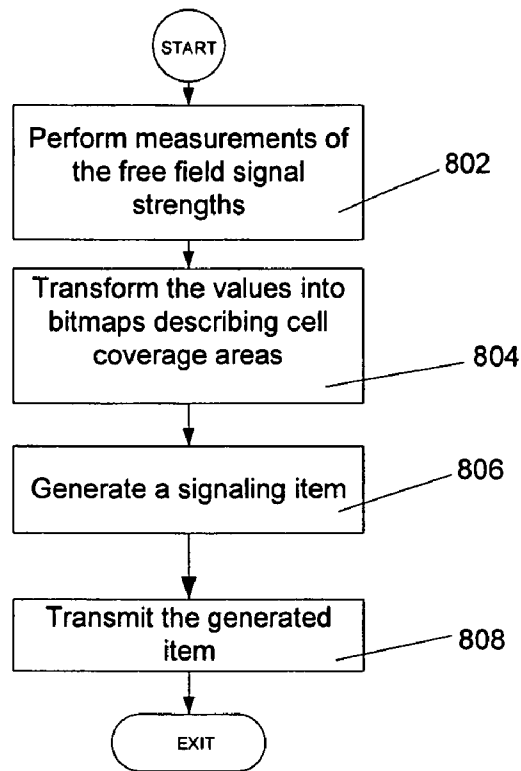 START
Perform measurements of
the free field signal
strengths
802
Transform the values into
bitmaps describing cell
coverage areas
804
Generate a signaling item
806
Transmit the generated
item
808
EXIT